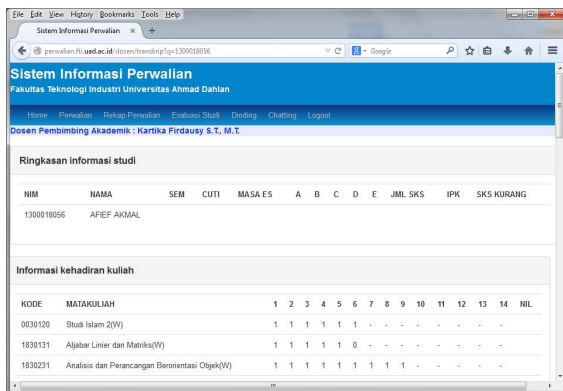 File Edit View History Bookmarks Tools Help
Sistem Informasi Perwalian × +
perwalian.fti.uad.ac.id/dosen/transkrip?q=1300018056 Google
Sistem Informasi Perwalian
Fakultas Teknologi Industri Universitas Ahmad Dahlan
Home Perwalian Rekap Perwalian Evaluasi Studi Dinding Chatting Logout
Dosen Pembimbing Akademik : Kartika Firdausy S.T., M.T.
Ringkasan informasi studi
NIM NAMA SEM CUTI MASA ES A B C D E JML SKS IPK SKS KURANG
1300018056 AFIEF AKMAL
Informasi kehadiran kuliah
KODE MATAKULIAH 1 2 3 4 5 6 7 8 9 10 11 12 13 14 NIL
0030120 Studi Islam 2(W) 1 1 1 1 1 1 - - - - - - - -
1830131 Aljabar Linier dan Matriks(W) 1 1 1 1 1 0 - - - - - - - -
1830231 Analisis dan Perancangan Berorientasi Objek(W) 1 1 1 1 1 1 1 1 1 - - - - -